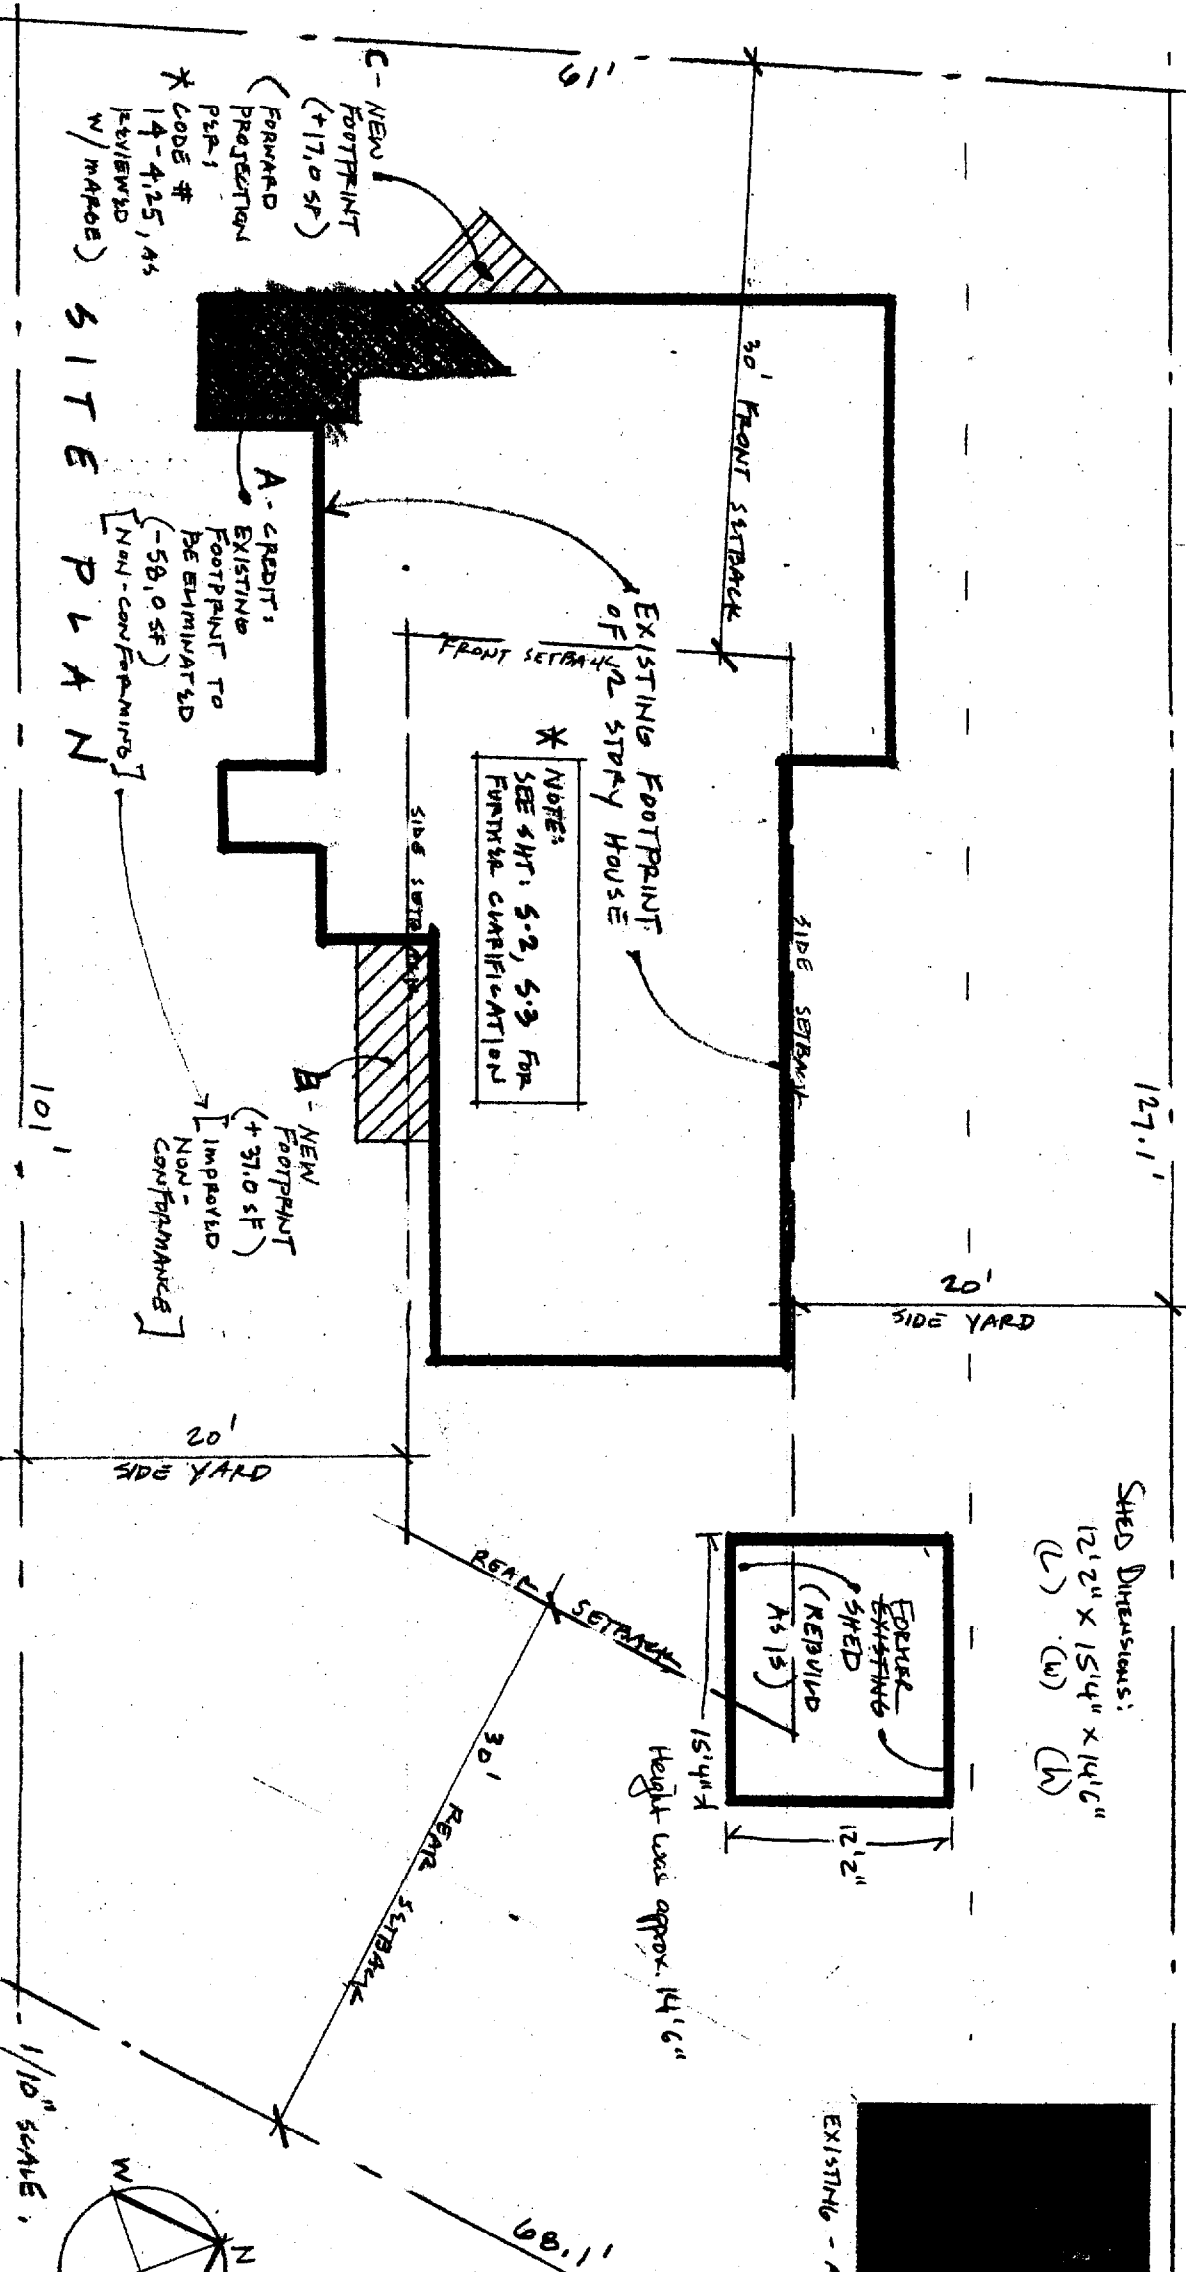 61'
C - NEW
FOOTPRINT
(+17.0 SF)
(FORWARD
PROJECTION
PER:
* CODE #
14-4.25, AS
REVIEWED
W/ MARGE)
30' FRONT SETBACK
SITE PLAN
A - CREDIT:
EXISTING
FOOTPRINT TO
BE ELIMINATED
(-58.0 SF)
[NON-CONFORMING]
EXISTING FOOTPRINT
OF 2 STORY HOUSE
FRONT SETBACK
* NOTE:
SEE SHT: S-2, S-3 FOR
FURTHER CLARIFICATION
SIDE SETBACK
SIDE SETBACK
B - NEW
FOOTPRINT
(+37.0 SF)
[IMPROVED
NON-
CONFORMANCE]
101'
127.1'
20'
SIDE YARD
20'
SIDE YARD
SHED DIMENSIONS:
12'2" X 15'4" X 14'6"
(L) (W) (h)
FORMER
EXISTING
SHED
(REBUILD
AS IS)
15'4"
12'2"
Height was approx. 14'6"
REAR SETBACK
30' REAR SETBACK
68.1'
EXISTING -
1/10" SCALE
W
N